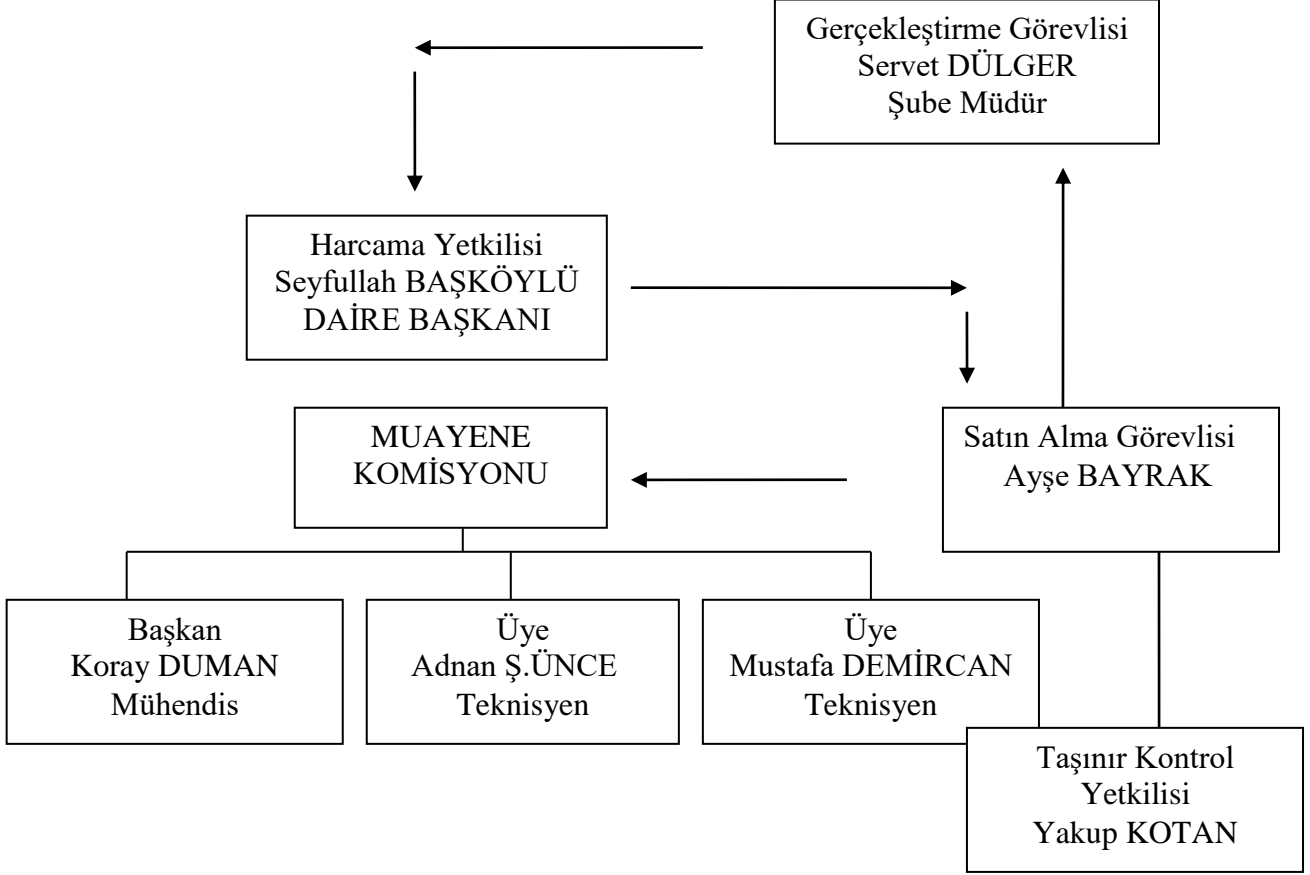 Gerçekleştirme Görevlisi
Servet DÜLGER
Şube Müdür
Harcama Yetkilisi
Seyfullah BAŞKÖYLÜ
DAİRE BAŞKANI
MUAYENE
KOMİSYONU
Satın Alma Görevlisi
Ayşe BAYRAK
Başkan
Koray DUMAN
Mühendis
Üye
Adnan Ş.ÜNCE
Teknisyen
Üye
Mustafa DEMİRCAN
Teknisyen
Taşınır Kontrol
Yetkilisi
Yakup KOTAN